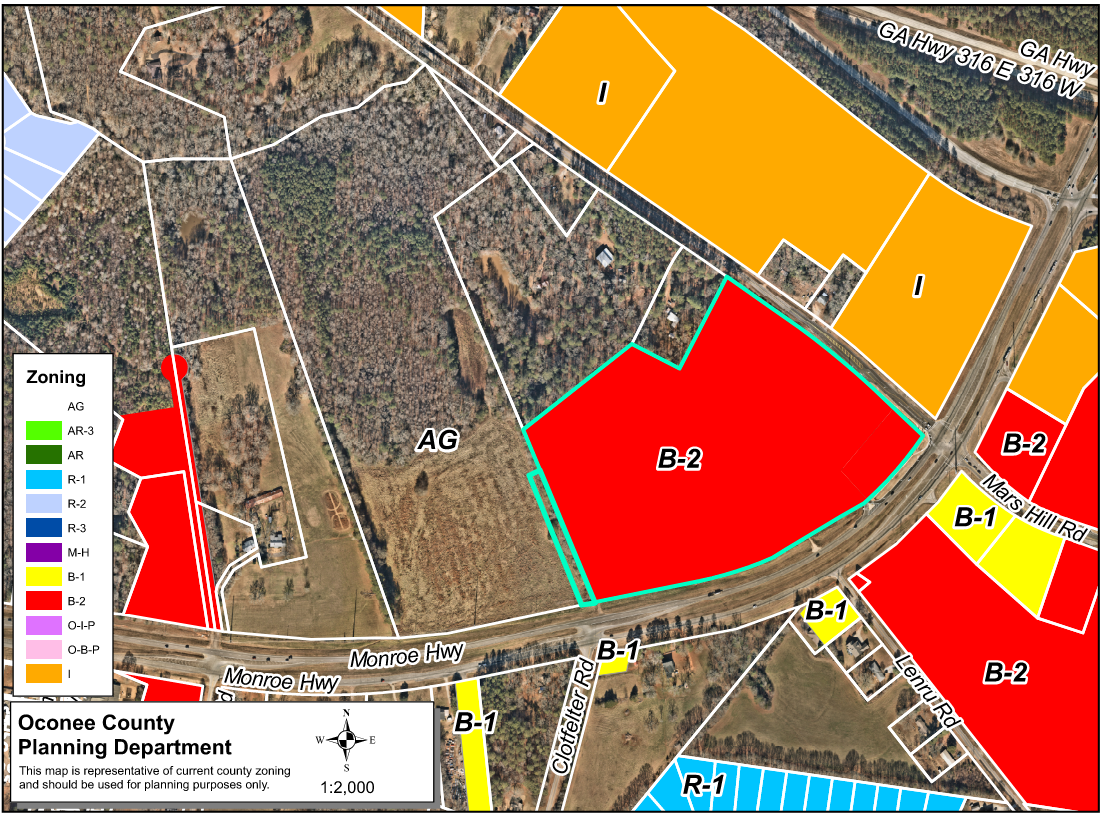 GA Hwy
GA Hwy 316 E 316 W
I
I
Zoning
AG
AR-3
AR
R-1
R-2
R-3
M-H
B-1
B-2
O-I-P
O-B-P
I
AG
B-2
B-2
Mars Hill Rd
B-1
B-1
B-1
Monroe Hwy
Monroe Hwy
Lenru Rd
B-2
Clotfelter Rd
B-1
R-1
d
Oconee County
Planning Department
This map is representative of current county zoning
and should be used for planning purposes only.
N
W E
S
1:2,000